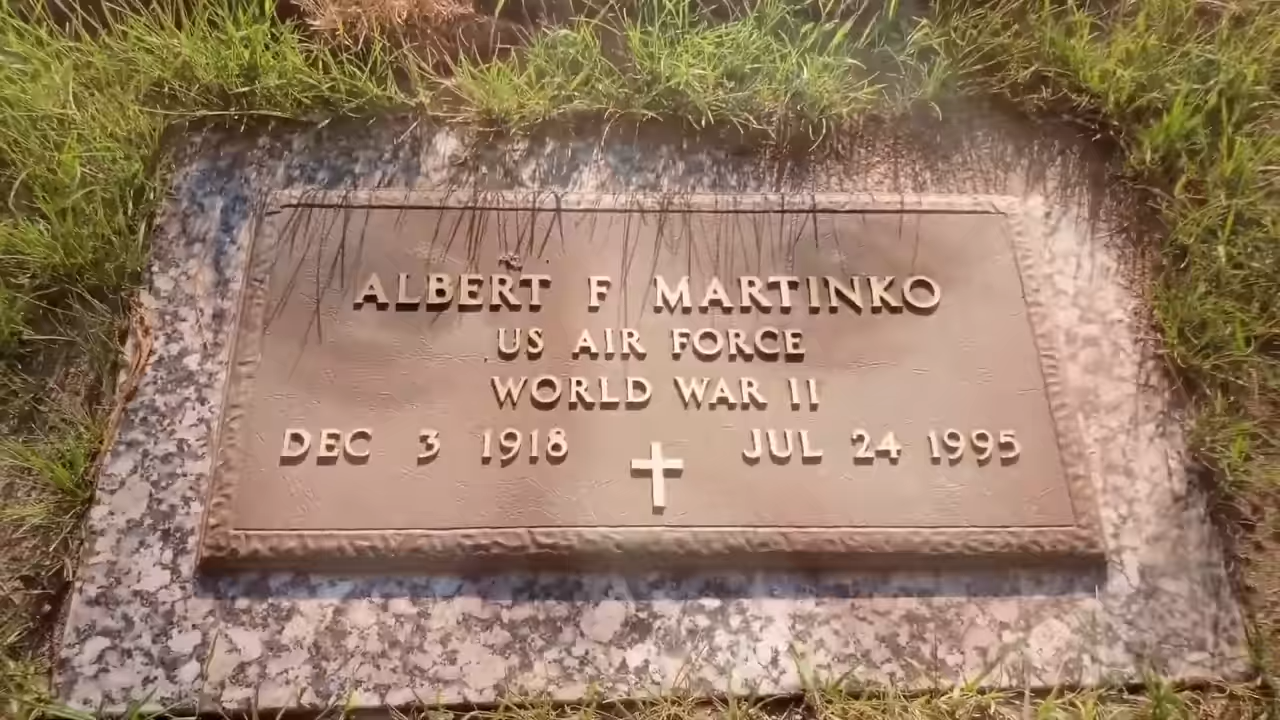 ALBERT F MARTINKO
US AIR FORCE
WORLD WAR II
DEC 3 1918 JUL 24 1995